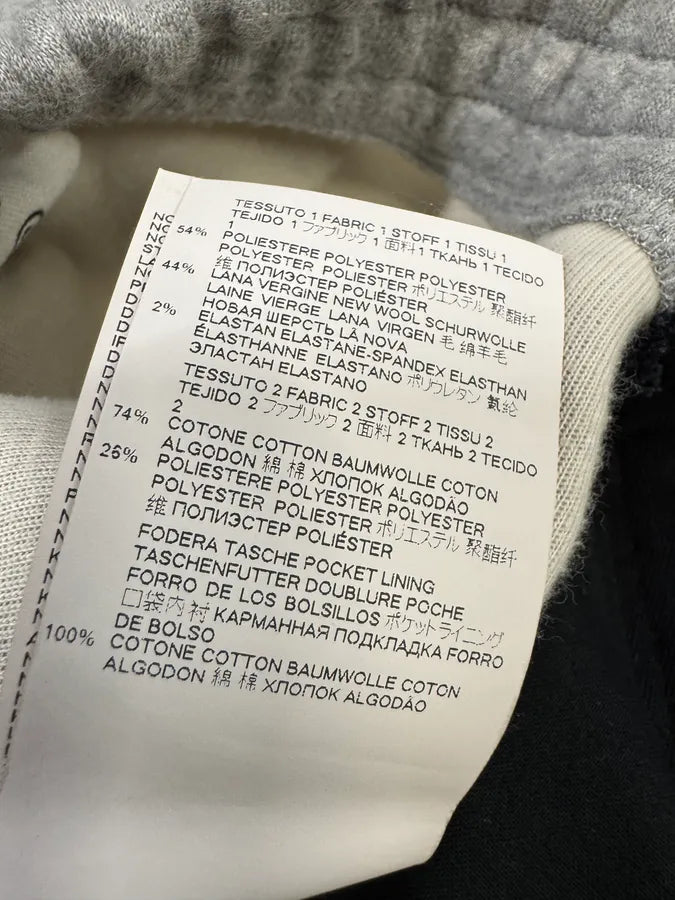 TESSUTO 1 FABRIC 1 STOFF 1 TISSU 1
TEJIDO 1 ファブリック 1 面料 1 ТКАНЬ 1 TECIDO
1
54% POLIESTERE POLYESTER POLYESTER
POLYESTER POLIESTER ポリエステル 聚酯纤
维 ПОЛИЭСТЕР POLIÉSTER
44% LANA VERGINE NEW WOOL SCHURWOLLE
LAINE VIERGE LANA VIRGEN 毛 绵羊毛
НОВАЯ ШЕРСТЬ LÃ NOVA
2% ELASTAN ELASTANE-SPANDEX ELASTHAN
ÉLASTHANNE ELASTANO ポリウレタン 氨纶
ЭЛАСТАН ELASTANO
TESSUTO 2 FABRIC 2 STOFF 2 TISSU 2
TEJIDO 2 ファブリック 2 面料 2 ТКАНЬ 2 TECIDO
2
74% COTONE COTTON BAUMWOLLE COTON
ALGODON 綿 棉 ХЛОПОК ALGODÃO
26% POLIESTERE POLYESTER POLYESTER
POLYESTER POLIESTER ポリエステル 聚酯纤
维 ПОЛИЭСТЕР POLIÉSTER
FODERA TASCHE POCKET LINING
TASCHENFUTTER DOUBLURE POCHE
FORRO DE LOS BOLSILLOS ポケットライニング
口袋内衬 КАРМАННАЯ ПОДКЛАДКА FORRO
DE BOLSO
100% COTONE COTTON BAUMWOLLE COTON
ALGODON 綿 棉 ХЛОПОК ALGODÃO